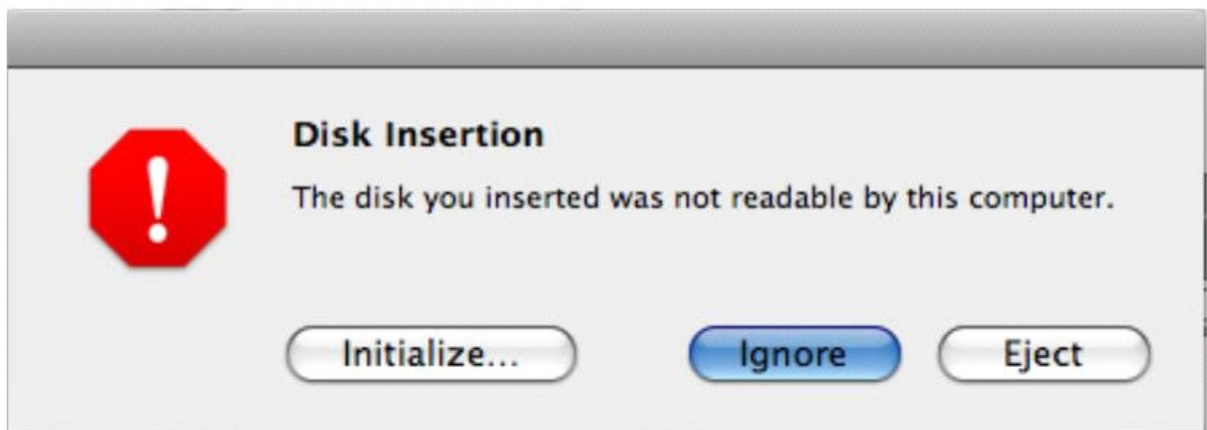 Disk Insertion
The disk you inserted was not readable by this computer.
Initialize... Ignore Eject